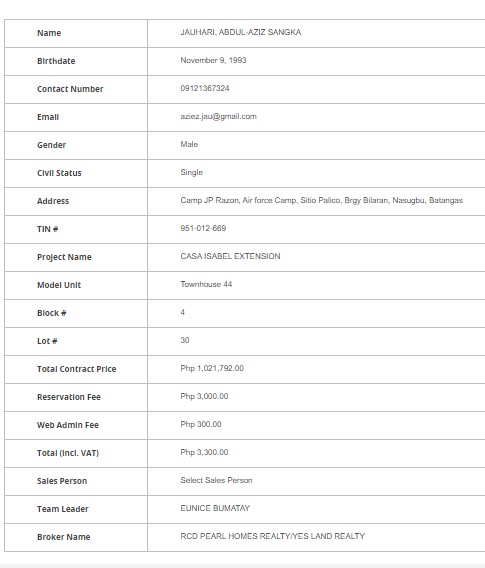 Name JAUHARI, ABDUL-AZIZ SANGKA
Birthdate November 9, 1993
Contact Number 09121367324
Email aziez.jau@gmail.com
Gender Male
Civil Status Single
Address Camp JP Razon, Air force Camp, Sitio Palico, Brgy Bilaran, Nasugbu, Batangas
TIN # 951-012-669
Project Name CASA ISABEL EXTENSION
Model Unit Townhouse 44
Block # 4
Lot # 30
Total Contract Price Php 1,021,792.00
Reservation Fee Php 3,000.00
Web Admin Fee Php 300.00
Total (incl. VAT) Php 3,300.00
Sales Person Select Sales Person
Team Leader EUNICE BUMATAY
Broker Name RCD PEARL HOMES REALTY/YES LAND REALTY